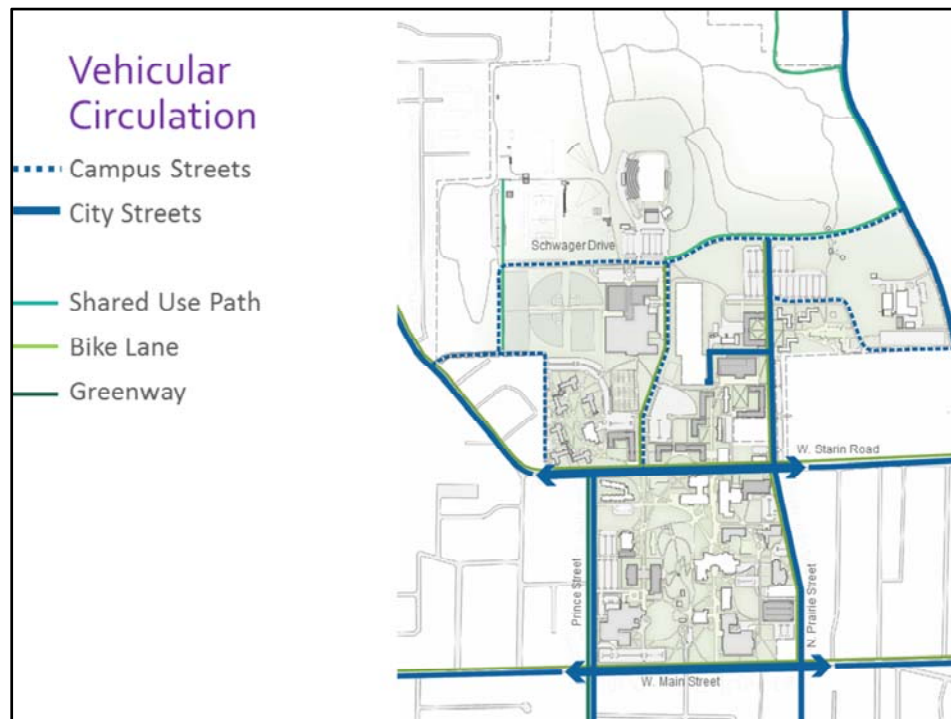 Vehicular
Circulation
Campus Streets
City Streets
Shared Use Path
Bike Lane
Greenway
Schwager Drive
W. Starin Road
Prince Street
N. Prairie Street
W. Main Street